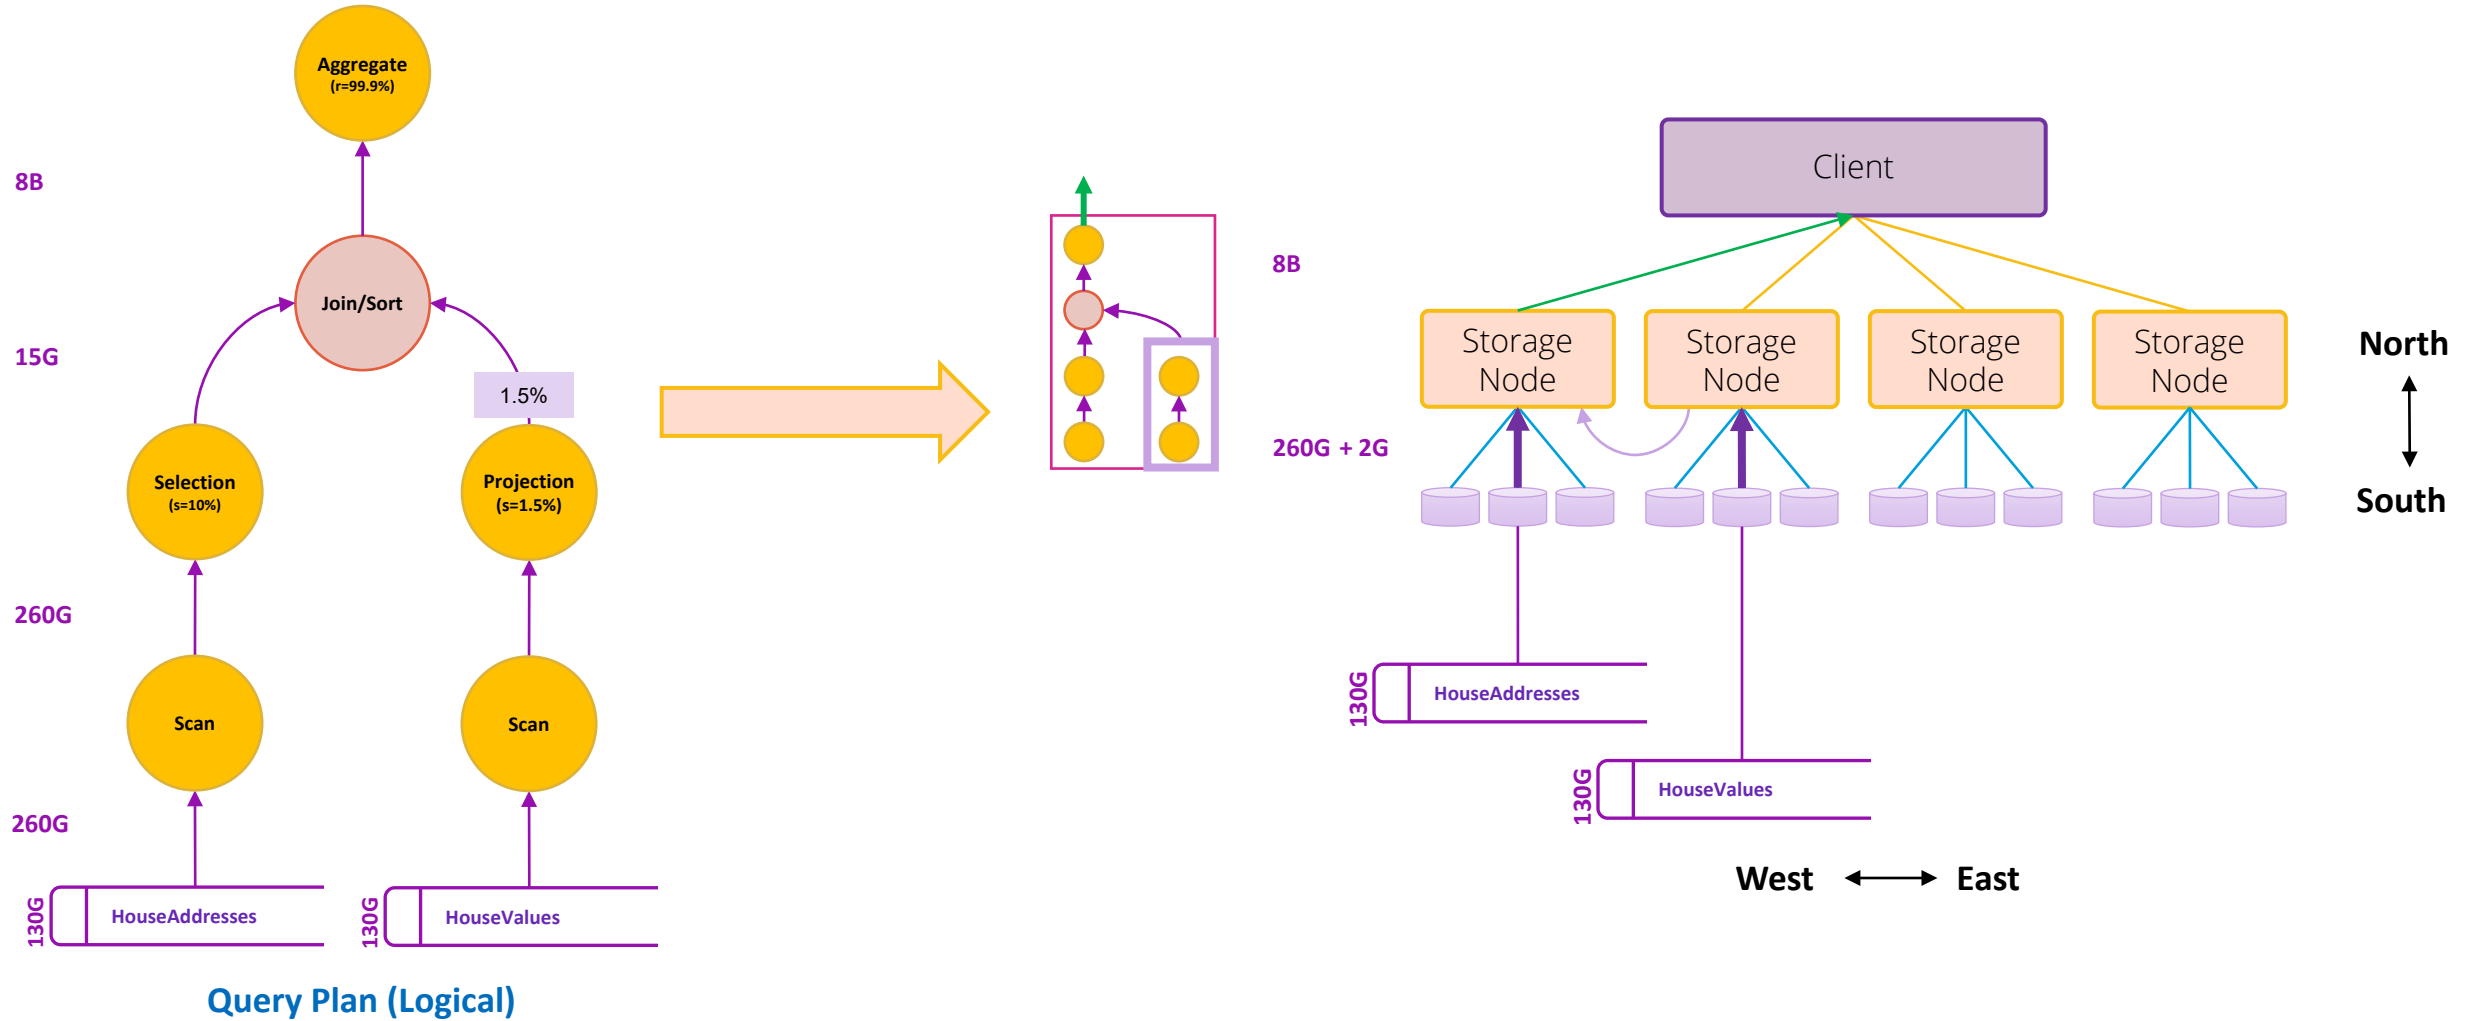 Aggregate
(r=99.9%)
8B
Join/Sort
15G
1.5%
Selection
(s=10%)
Projection
(s=1.5%)
260G
Scan
Scan
260G
130G
HouseAddresses
130G
HouseValues
Query Plan (Logical)
Client
8B
Storage
Node
Storage
Node
Storage
Node
Storage
Node
260G + 2G
130G
HouseAddresses
130G
HouseValues
North
South
West
East